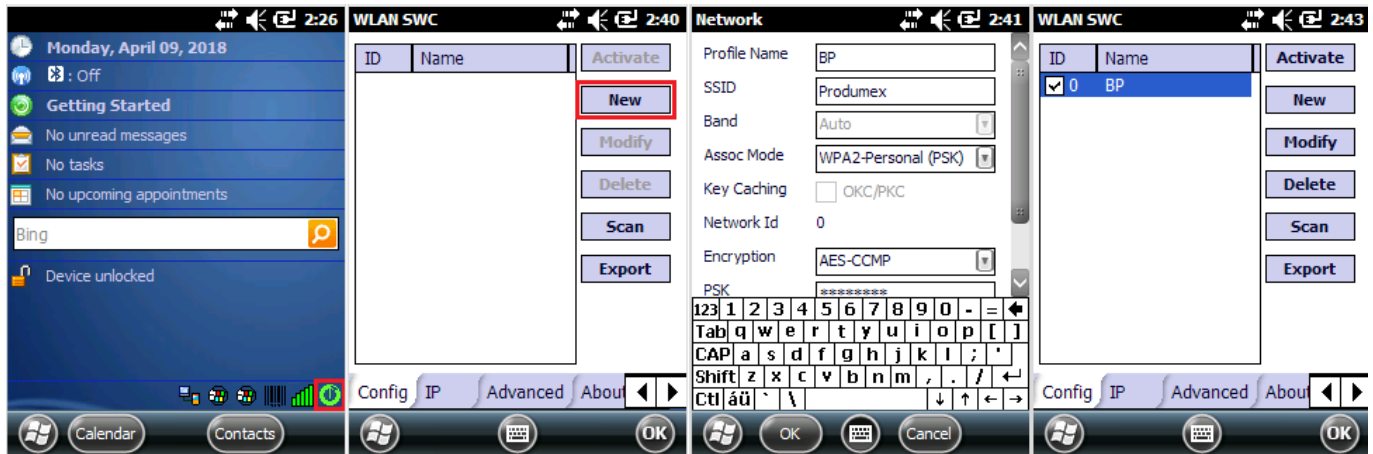 2:26
Monday, April 09, 2018
: Off
Getting Started
No unread messages
No tasks
No upcoming appointments
Bing
Device unlocked
Calendar Contacts
WLAN SWC 2:40
ID Name
Activate
New
Modify
Delete
Scan
Export
Config IP Advanced About
OK
Network 2:41
Profile Name BP
SSID Produmex
Band Auto
Assoc Mode WPA2-Personal (PSK)
Key Caching OKC/PKC
Network Id 0
Encryption AES-CCMP
PSK ********
123 1 2 3 4 5 6 7 8 9 0 - =
Tab q w e r t y u i o p [ ]
CAP a s d f g h j k l ; '
Shift z x c v b n m , . /
Ctl áü ` \ ↓ ↑ ← →
OK Cancel
WLAN SWC 2:43
ID Name
0 BP
Activate
New
Modify
Delete
Scan
Export
Config IP Advanced About
OK